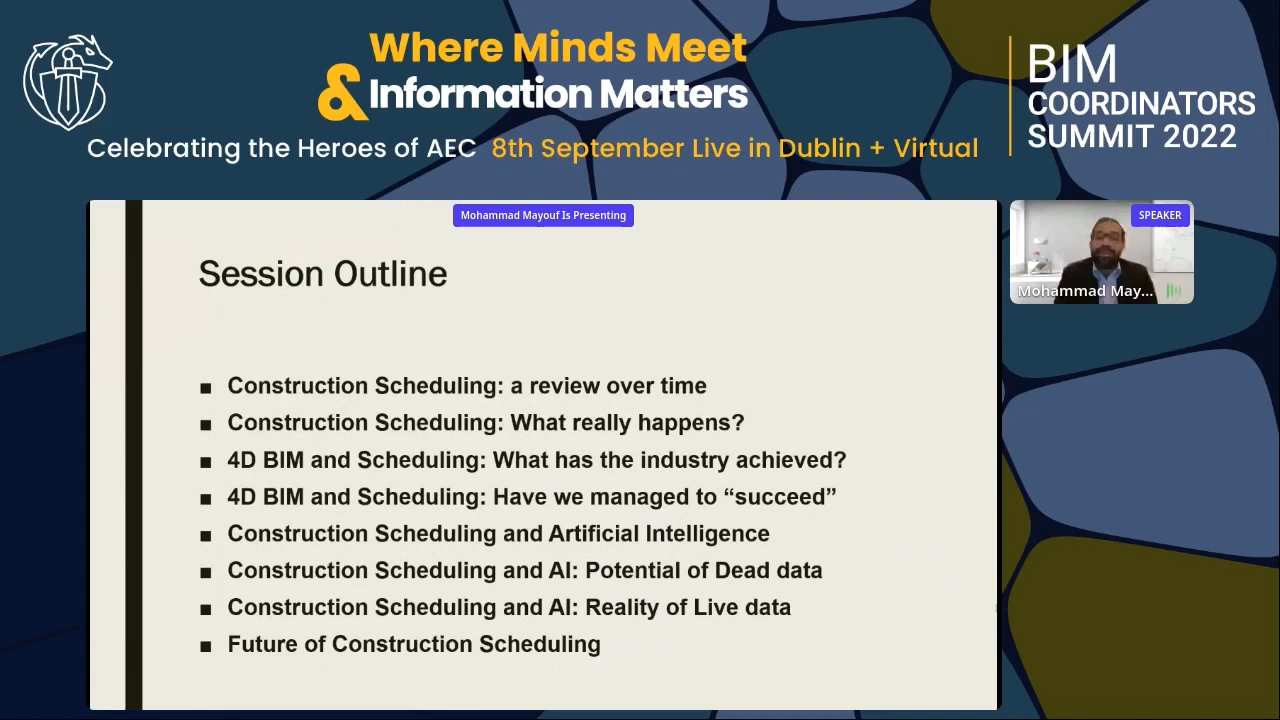 Where Minds Meet
& Information Matters
Celebrating the Heroes of AEC 8th September Live in Dublin + Virtual
BIM
COORDINATORS
SUMMIT 2022
Mohammad Mayouf Is Presenting
SPEAKER
Mohammad May...
Session Outline
■ Construction Scheduling: a review over time
■ Construction Scheduling: What really happens?
■ 4D BIM and Scheduling: What has the industry achieved?
■ 4D BIM and Scheduling: Have we managed to “succeed”
■ Construction Scheduling and Artificial Intelligence
■ Construction Scheduling and AI: Potential of Dead data
■ Construction Scheduling and AI: Reality of Live data
■ Future of Construction Scheduling